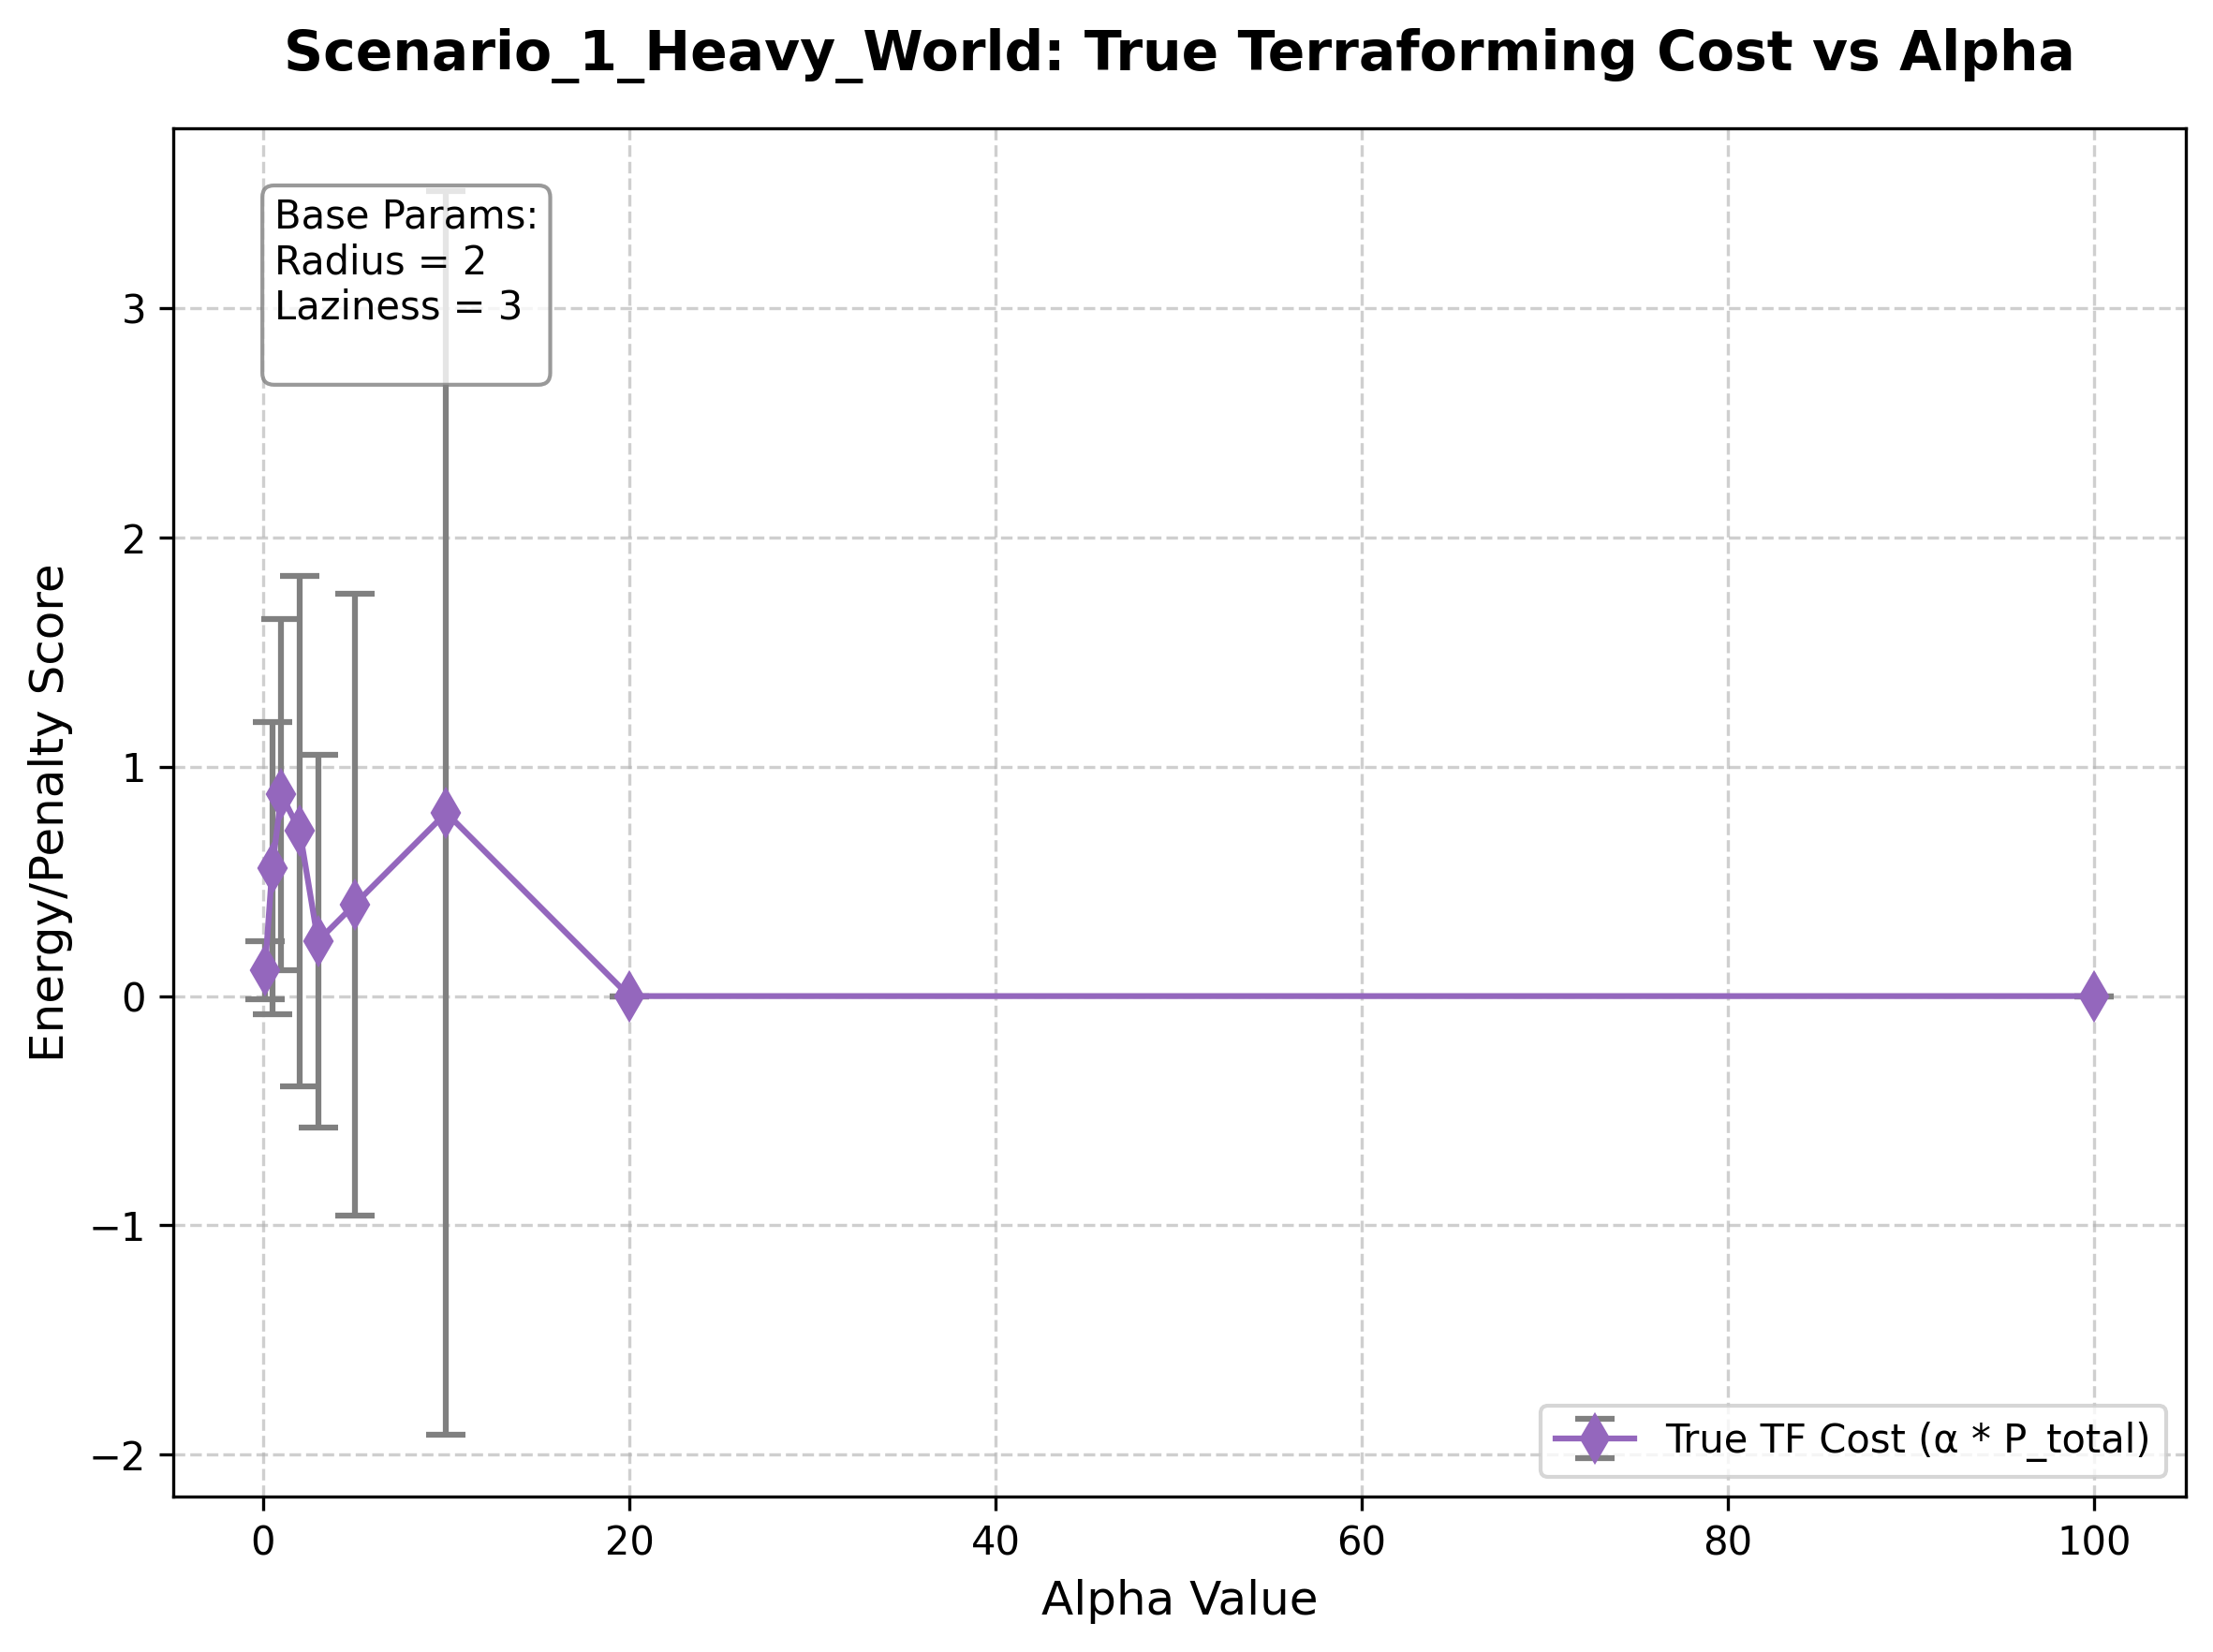 Scenario_1_Heavy_World: True Terraforming Cost vs Alpha
Base Params:
Radius = 2
Laziness = 3
Energy/Penalty Score
3
2
1
0
−1
−2
True TF Cost (α * P_total)
0
20
40
60
80
100
Alpha Value